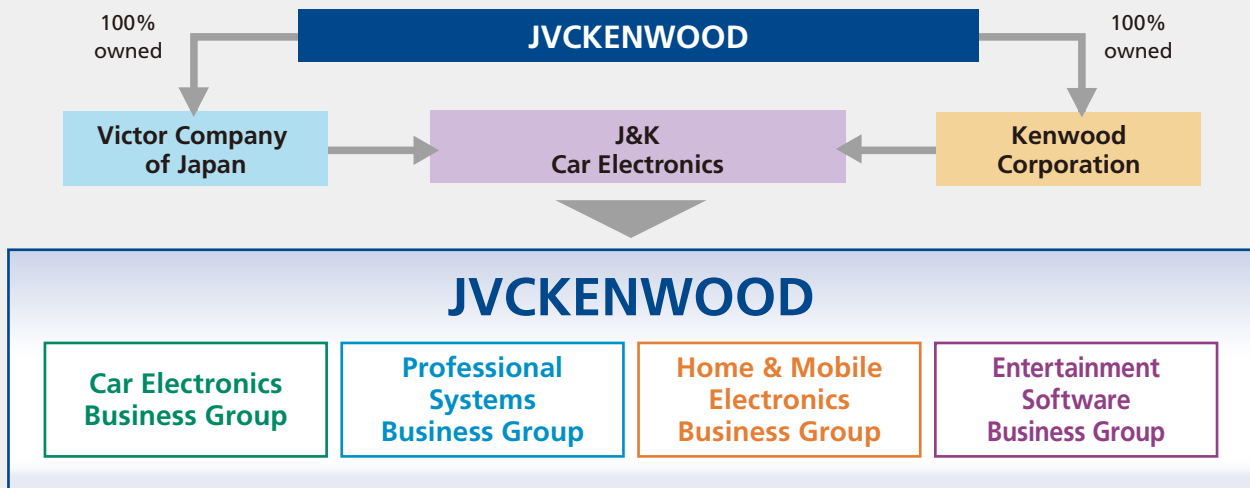 100%
owned
JVCKENWOOD
100%
owned
Victor Company
of Japan
J&K
Car Electronics
Kenwood
Corporation
JVCKENWOOD
Car Electronics
Business Group
Professional
Systems
Business Group
Home & Mobile
Electronics
Business Group
Entertainment
Software
Business Group